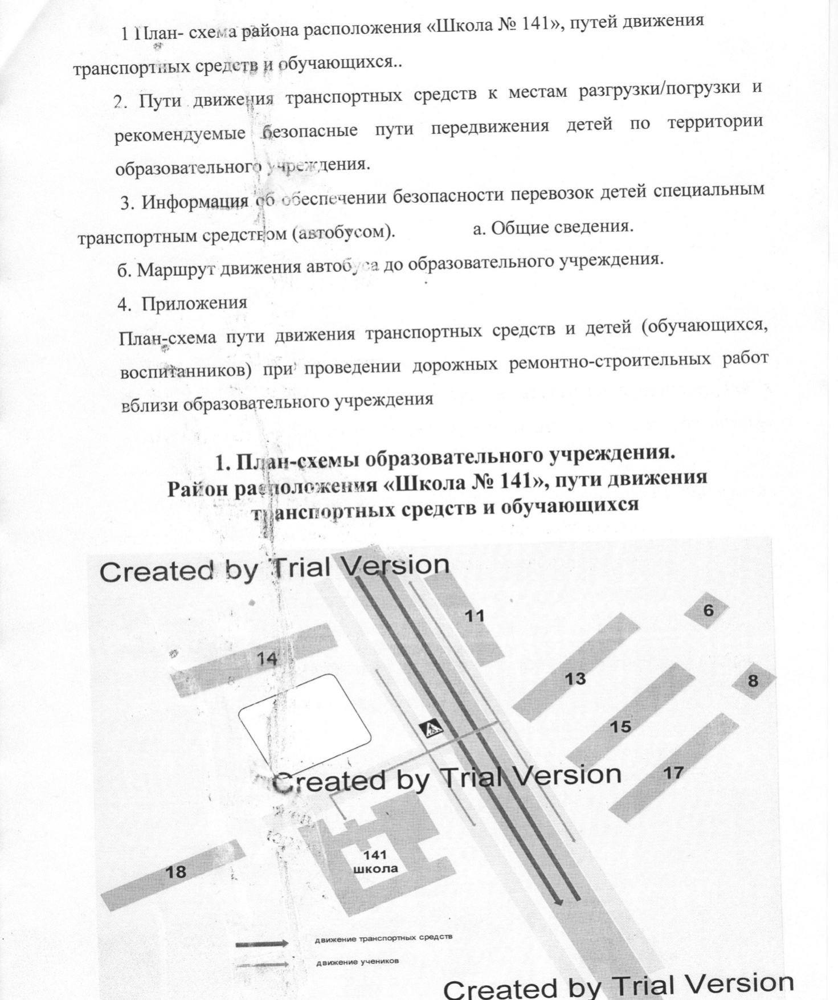 1 План- схема района расположения «Школа № 141», путей движения
транспортных средств и обучающихся..
2. Пути движения транспортных средств к местам разгрузки/погрузки и
рекомендуемые безопасные пути передвижения детей по территории
образовательного учреждения.
3. Информация об обеспечении безопасности перевозок детей специальным
транспортным средством (автобусом). а. Общие сведения.
б. Маршрут движения автобуса до образовательного учреждения.
4. Приложения
План-схема пути движения транспортных средств и детей (обучающихся,
воспитанников) при проведении дорожных ремонтно-строительных работ
вблизи образовательного учреждения
1. План-схемы образовательного учреждения.
Район расположения «Школа № 141», пути движения
транспортных средств и обучающихся
Created by Trial Version
11
6
14
13
8
15
17
Created by Trial Version
141
школа
18
движение транспортных средств
движение учеников
Created by Trial Version